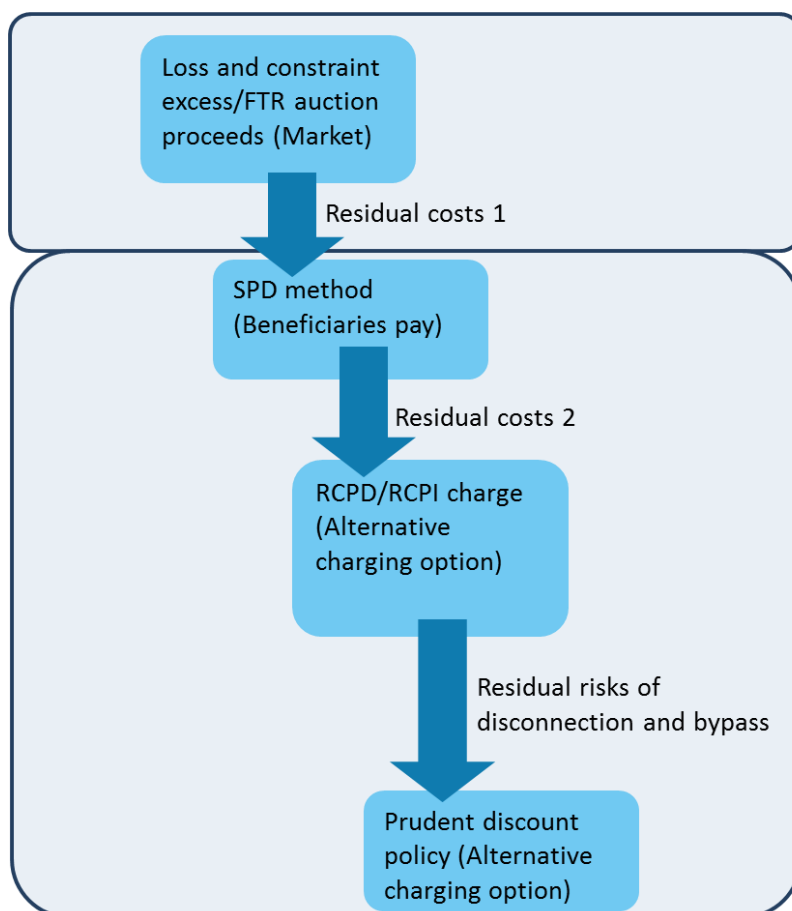 Loss and constraint
excess/FTR auction
proceeds (Market)
Residual costs 1
SPD method
(Beneficiaries pay)
Residual costs 2
RCPD/RCPI charge
(Alternative
charging option)
Residual risks of
disconnection and bypass
Prudent discount
policy (Alternative
charging option)